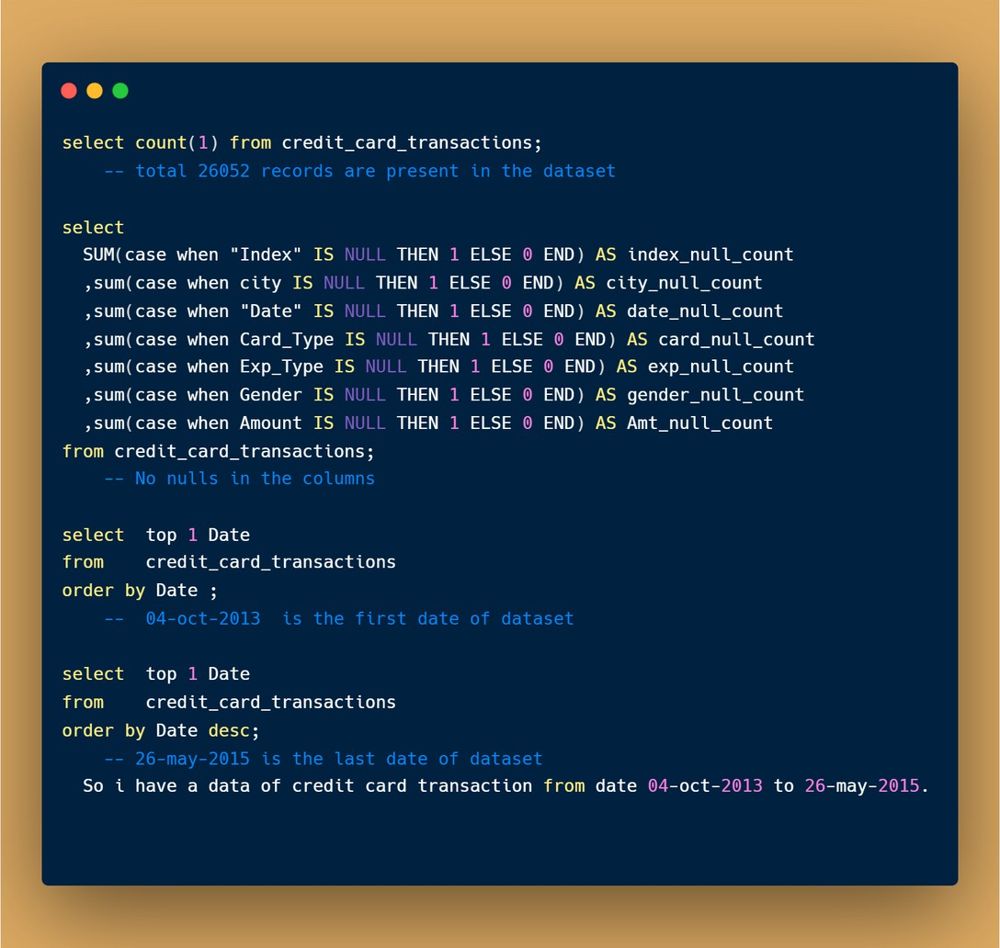 select count(1) from credit_card_transactions;
-- total 26052 records are present in the dataset
select
SUM(case when "Index" IS NULL THEN 1 ELSE 0 END) AS index_null_count
,sum(case when city IS NULL THEN 1 ELSE 0 END) AS city_null_count
,sum(case when "Date" IS NULL THEN 1 ELSE 0 END) AS date_null_count
,sum(case when Card_Type IS NULL THEN 1 ELSE 0 END) AS card_null_count
,sum(case when Exp_Type IS NULL THEN 1 ELSE 0 END) AS exp_null_count
,sum(case when Gender IS NULL THEN 1 ELSE 0 END) AS gender_null_count
,sum(case when Amount IS NULL THEN 1 ELSE 0 END) AS Amt_null_count
from credit_card_transactions;
-- No nulls in the columns
select  top 1 Date
from    credit_card_transactions
order by Date ;
--  04-oct-2013  is the first date of dataset
select  top 1 Date
from    credit_card_transactions
order by Date desc;
-- 26-may-2015 is the last date of dataset
So i have a data of credit card transaction from date 04-oct-2013 to 26-may-2015.